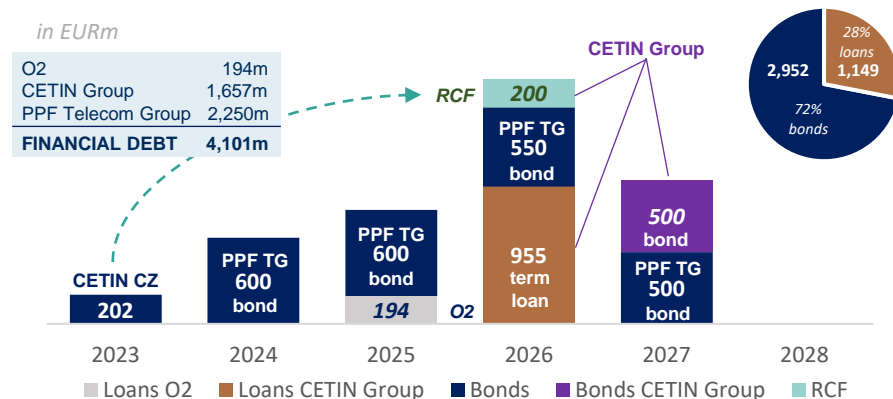 in EURm
O2 194m
CETIN Group 1,657m
PPF Telecom Group 2,250m
FINANCIAL DEBT 4,101m
CETIN Group
28%
loans
2,952
1,149
72%
bonds
RCF
200
PPF TG
550
bond
955
term
loan
500
bond
PPF TG
500
bond
PPF TG
600
bond
194
O2
PPF TG
600
bond
CETIN CZ
202
2023 2024 2025 2026 2027 2028
Loans O2 Loans CETIN Group Bonds Bonds CETIN Group RCF